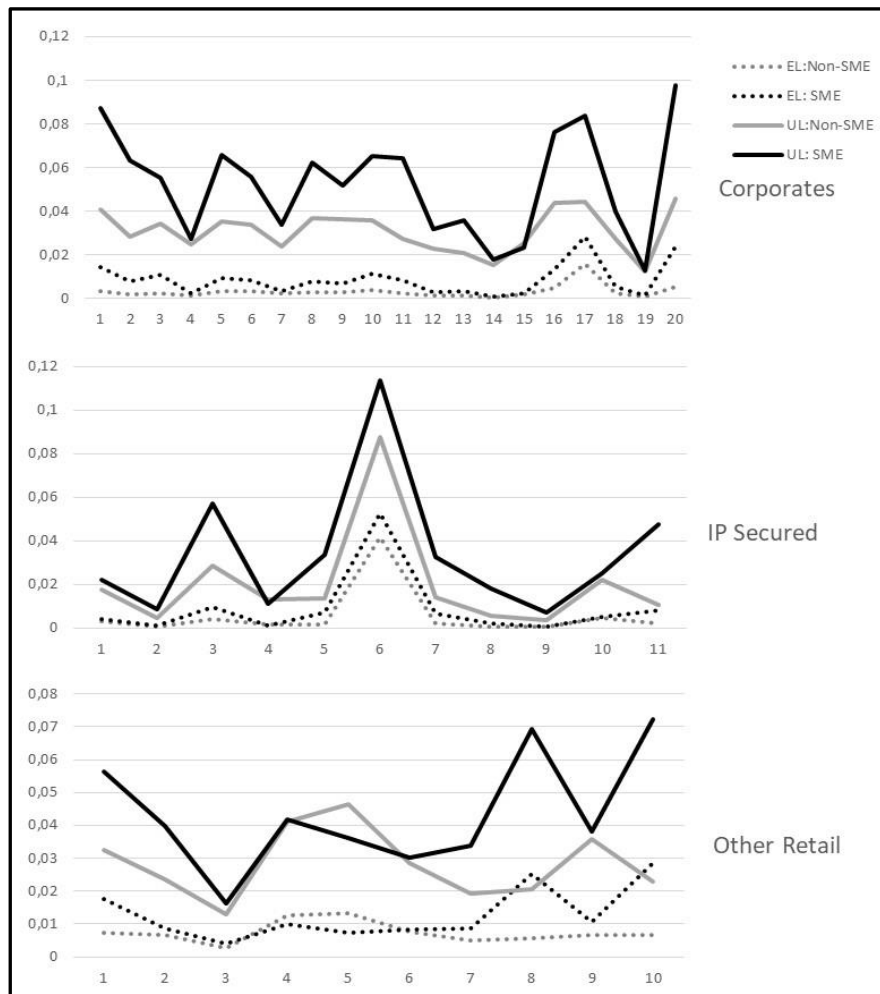 0,12
0,1
0,08
0,06
0,04
0,02
0
1 2 3 4 5 6 7 8 9 10 11 12 13 14 15 16 17 18 19 20
EL:Non-SME
EL: SME
UL:Non-SME
UL: SME
Corporates
0,12
0,1
0,08
0,06
0,04
0,02
0
1 2 3 4 5 6 7 8 9 10 11
IP Secured
0,08
0,07
0,06
0,05
0,04
0,03
0,02
0,01
0
1 2 3 4 5 6 7 8 9 10
Other Retail